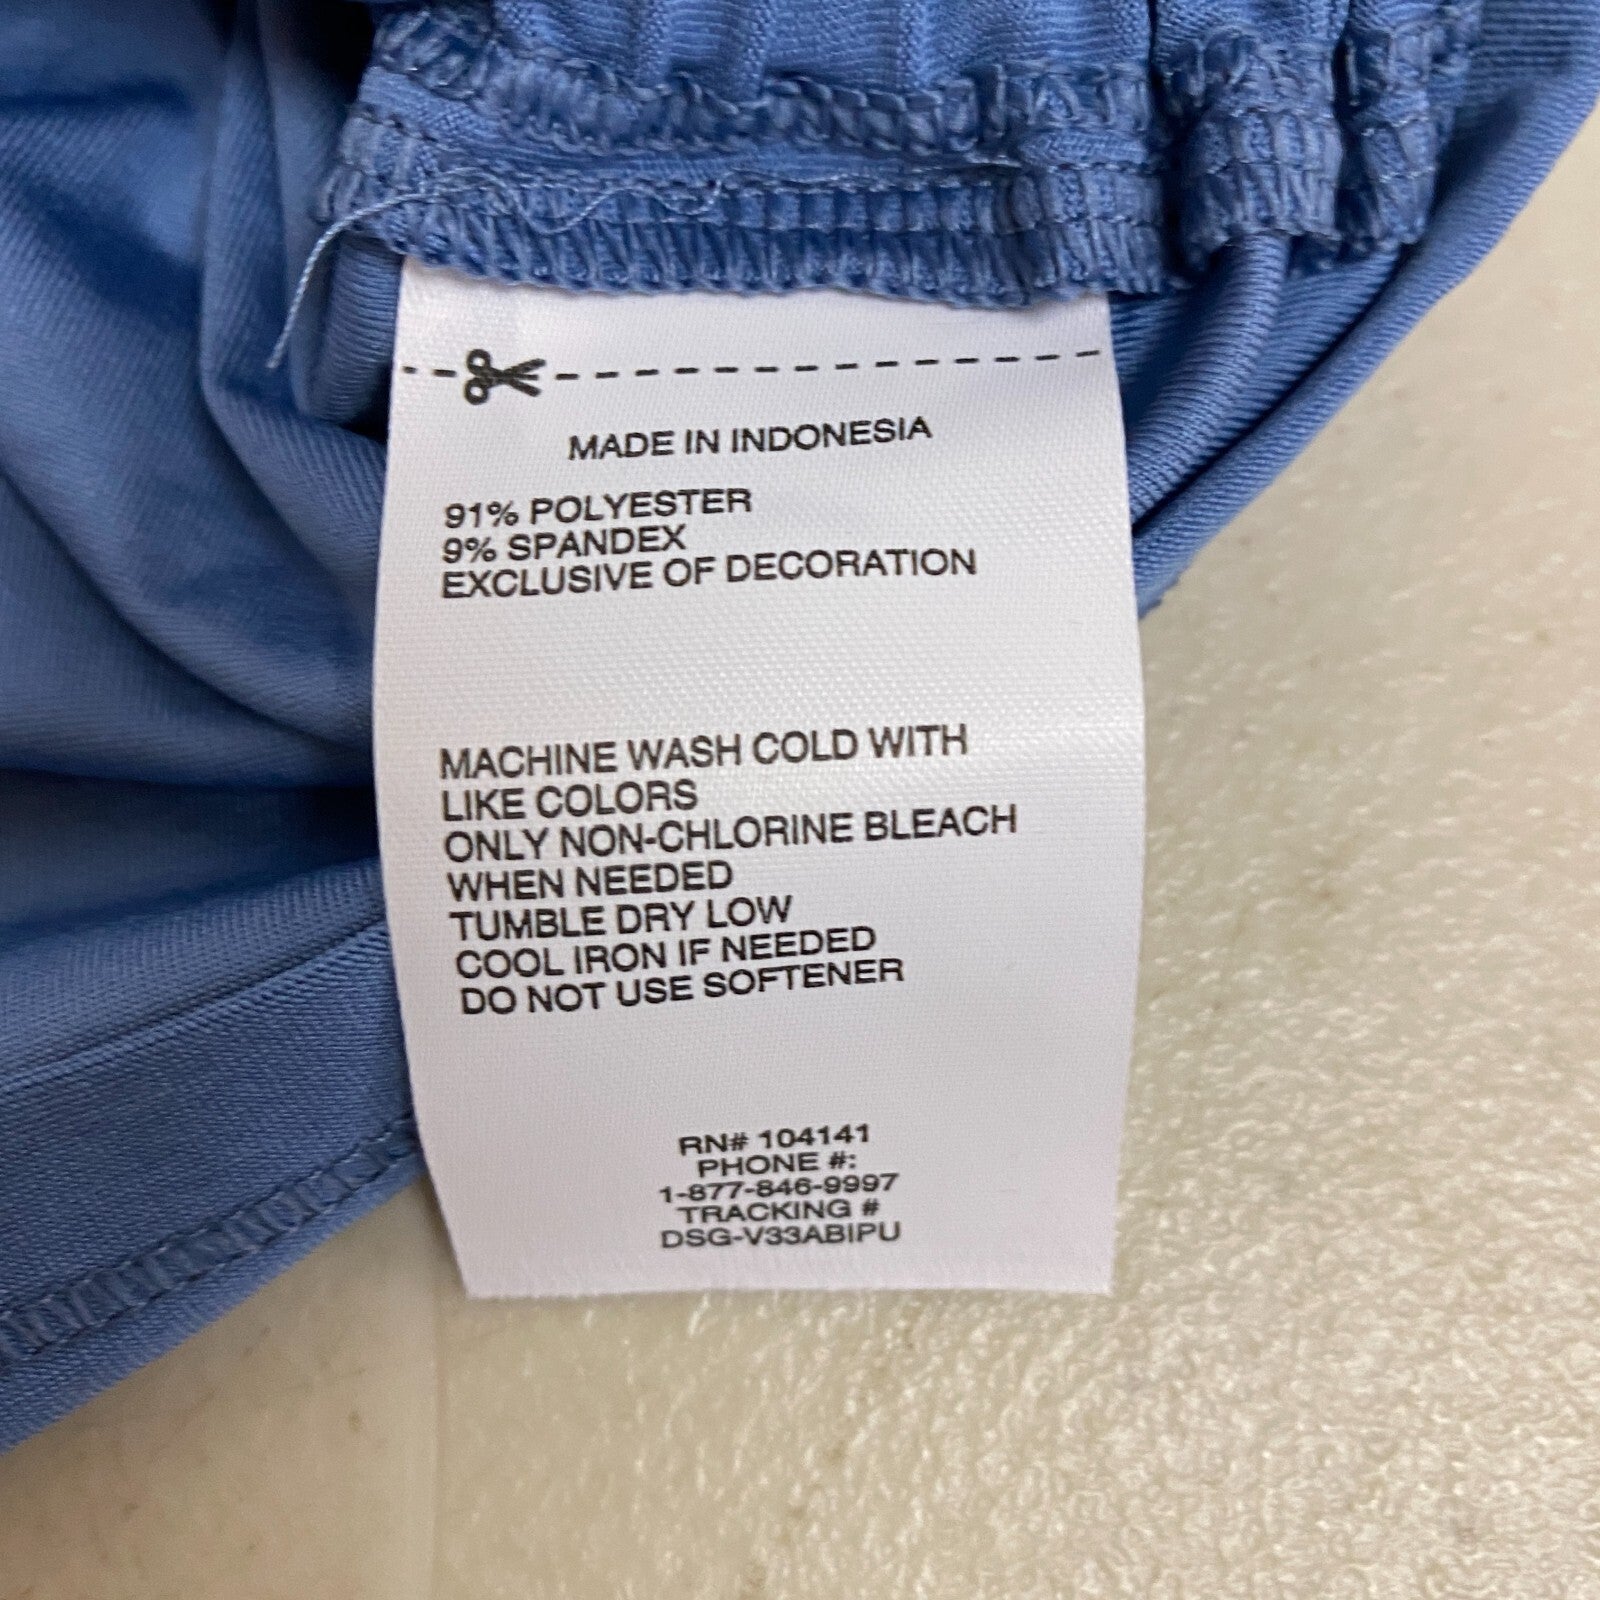 MADE IN INDONESIA
91% POLYESTER
9% SPANDEX
EXCLUSIVE OF DECORATION
MACHINE WASH COLD WITH
LIKE COLORS
ONLY NON-CHLORINE BLEACH
WHEN NEEDED
TUMBLE DRY LOW
COOL IRON IF NEEDED
DO NOT USE SOFTENER
RN# 104141
PHONE #:
1-877-846-9997
TRACKING #
DSG-V33ABIPU